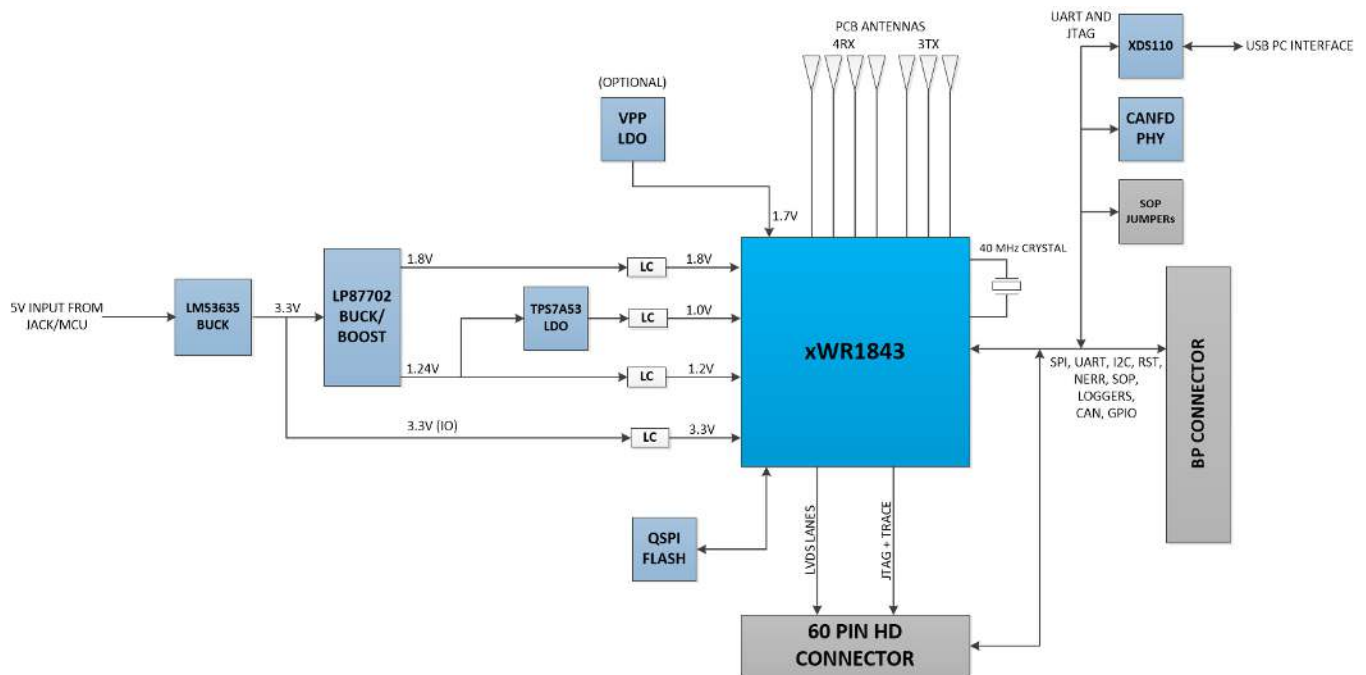 PCB ANTENNAS
4RX
3TX
UART AND
JTAG
XDS110
USB PC INTERFACE
(OPTIONAL)
VPP
LDO
CANFD
PHY
1.7V
SOP
JUMPERs
40 MHz CRYSTAL
1.8V
LC
1.8V
5V INPUT FROM
JACK/MCU
LM53635
BUCK
3.3V
LP87702
BUCK/
BOOST
TPS7A53
LDO
LC
1.0V
xWR1843
1.24V
LC
1.2V
SPI, UART, I2C, RST,
NERR, SOP,
LOGGERS,
CAN, GPIO
BP CONNECTOR
3.3V (IO)
LC
3.3V
QSPI
FLASH
LVDS LANES
JTAG + TRACE
60 PIN HD
CONNECTOR